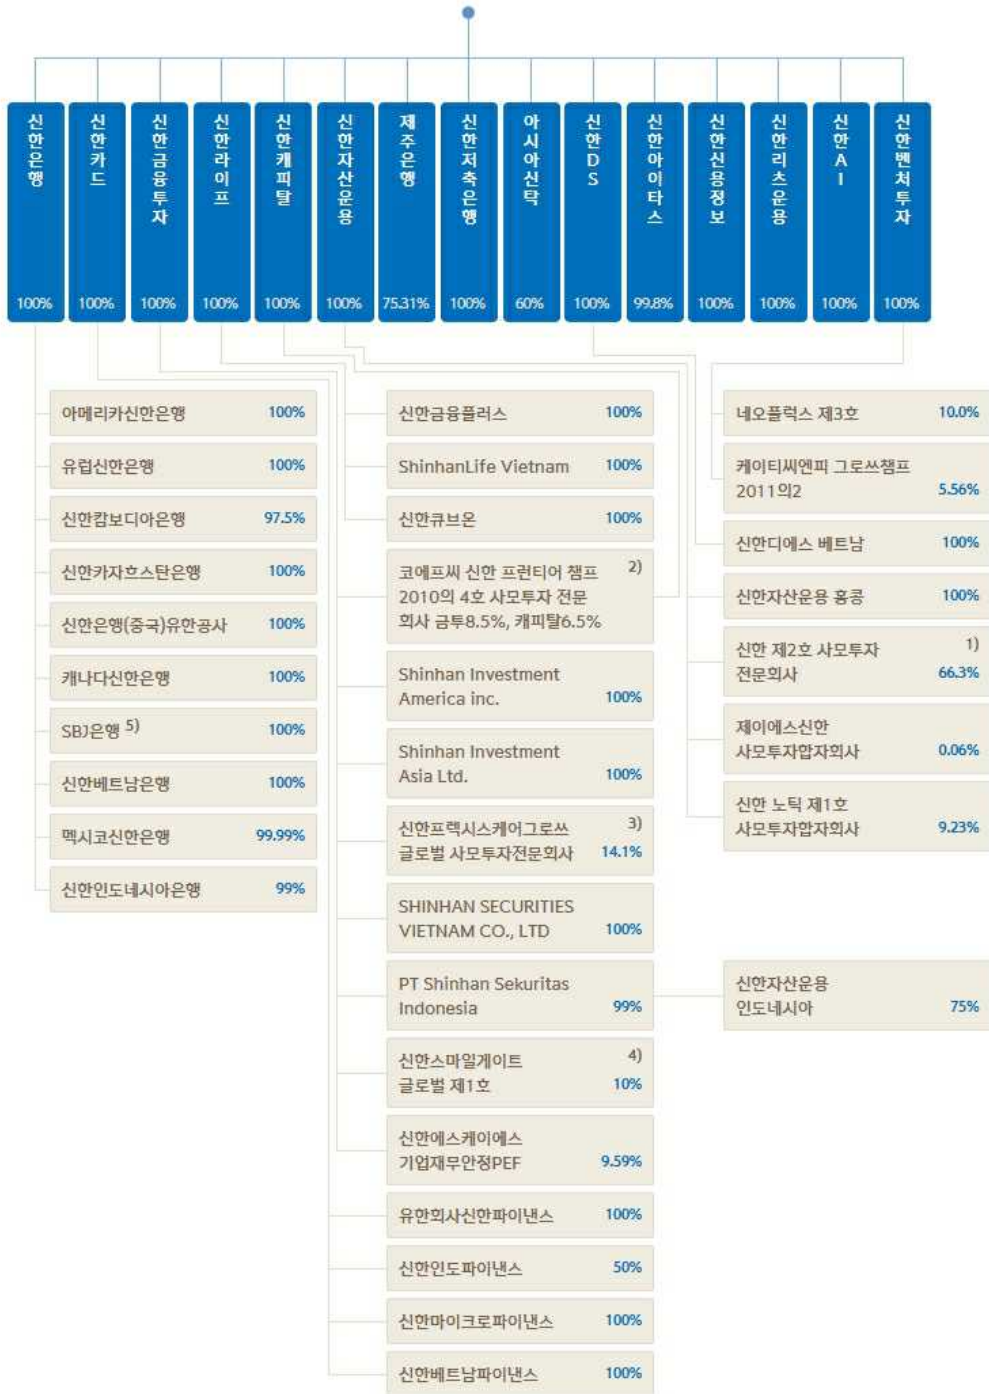 신한은행
100%
신한카드
100%
신한금융투자
100%
신한라이프
100%
신한캐피탈
100%
신한자산운용
100%
제주은행
75.31%
신한저축은행
100%
아시아신탁
60%
신한DS
100%
신한아이타스
99.8%
신한신용정보
100%
신한리츠운용
100%
신한AI
100%
신한벤처투자
100%
아메리카신한은행 100%
유럽신한은행 100%
신한캄보디아은행 97.5%
신한카자흐스탄은행 100%
신한은행(중국)유한공사 100%
캐나다신한은행 100%
SBJ은행 5) 100%
신한베트남은행 100%
멕시코신한은행 99.99%
신한인도네시아은행 99%
신한금융플러스 100%
ShinhanLife Vietnam 100%
신한큐브온 100%
코에프씨 신한 프런티어 챔프 2)
2010의 4호 사모투자 전문
회사 금투8.5%, 캐피탈6.5%
Shinhan Investment
America inc. 100%
Shinhan Investment
Asia Ltd. 100%
신한프렉시스케어그로쓰 3)
글로벌 사모투자전문회사 14.1%
SHINHAN SECURITIES
VIETNAM CO., LTD 100%
PT Shinhan Sekuritas
Indonesia 99%
신한스마일게이트 4)
글로벌 제1호 10%
신한에스케이에스
기업재무안정PEF 9.59%
유한회사신한파이낸스 100%
신한인도파이낸스 50%
신한마이크로파이낸스 100%
신한베트남파이낸스 100%
네오플럭스 제3호 10.0%
케이티씨엔피 그로쓰챔프
2011의2 5.56%
신한디에스 베트남 100%
신한자산운용 홍콩 100%
신한 제2호 사모투자 1)
전문회사 66.3%
제이에스신한
사모투자합자회사 0.06%
신한 노틱 제1호
사모투자합자회사 9.23%
신한자산운용
인도네시아 75%